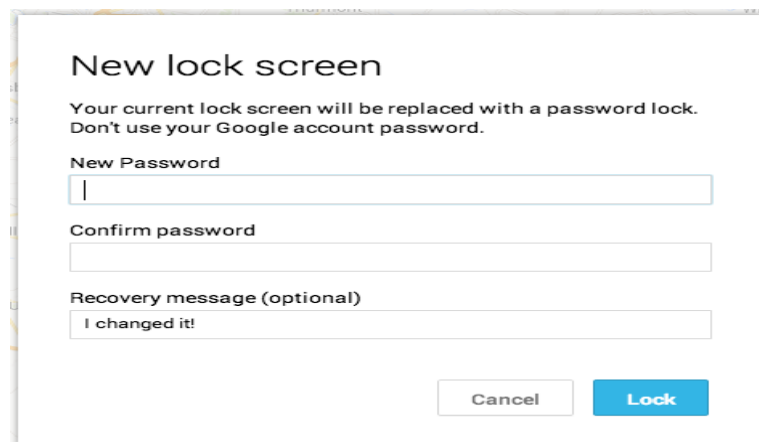 New lock screen
Your current lock screen will be replaced with a password lock.
Don't use your Google account password.
New Password
Confirm password
Recovery message (optional)
I changed it!
Cancel
Lock